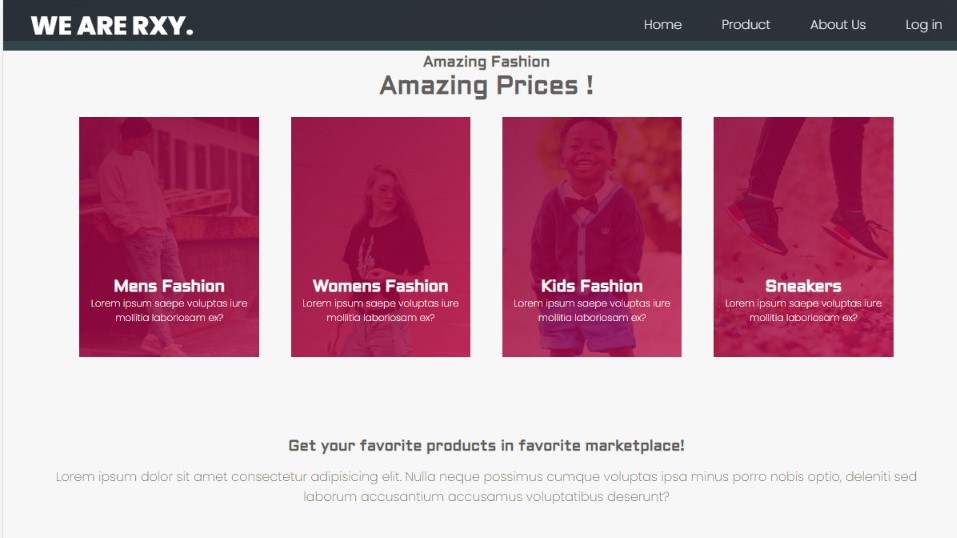 WE ARE RXY.
Home Product About Us Log in
Amazing Fashion
Amazing Prices !
Mens Fashion
Lorem ipsum saepe voluptas iure
mollitia laboriosam ex?
Womens Fashion
Lorem ipsum saepe voluptas iure
mollitia laboriosam ex?
Kids Fashion
Lorem ipsum saepe voluptas iure
mollitia laboriosam ex?
Sneakers
Lorem ipsum saepe voluptas iure
mollitia laboriosam ex?
Get your favorite products in favorite marketplace!
Lorem ipsum dolor sit amet consectetur adipisicing elit. Nulla neque possimus cumque voluptas ipsa minus porro nobis optio, deleniti sed
laborum accusantium accusamus voluptatibus deserunt?